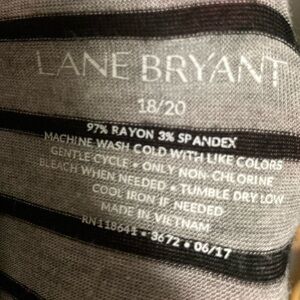 LANE BRYANT
18/20
97% RAYON 3% SPANDEX
MACHINE WASH COLD WITH LIKE COLORS
GENTLE CYCLE • ONLY NON-CHLORINE
BLEACH WHEN NEEDED • TUMBLE DRY LOW
COOL IRON IF NEEDED
MADE IN VIETNAM
RN118641 • 3672 • 06/17